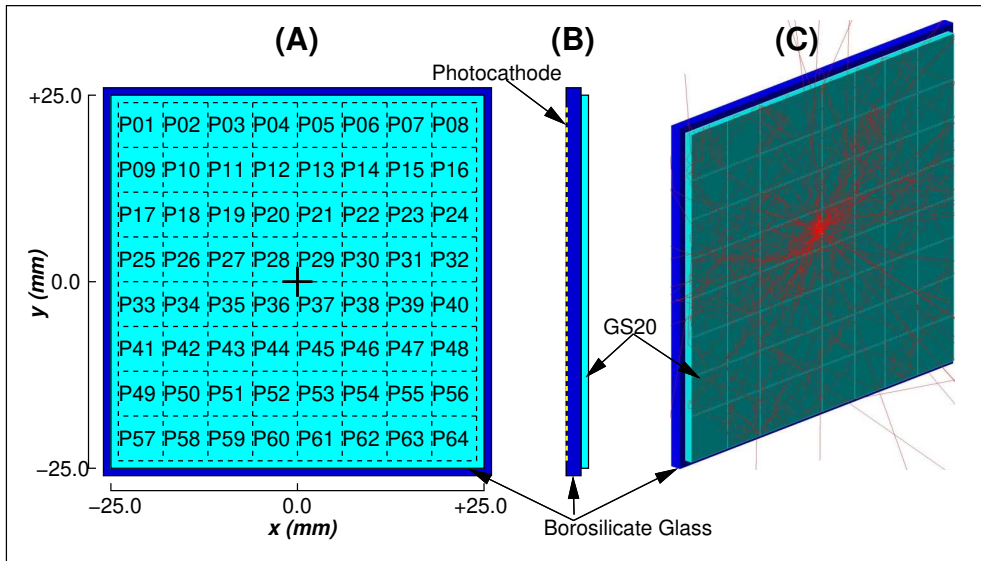 (A)
(B)
(C)
Photocathode
+25.0
P01 P02 P03 P04 P05 P06 P07 P08
P09 P10 P11 P12 P13 P14 P15 P16
P17 P18 P19 P20 P21 P22 P23 P24
P25 P26 P27 P28 P29 P30 P31 P32
0.0
y (mm)
P33 P34 P35 P36 P37 P38 P39 P40
GS20
P41 P42 P43 P44 P45 P46 P47 P48
P49 P50 P51 P52 P53 P54 P55 P56
P57 P58 P59 P60 P61 P62 P63 P64
−25.0
−25.0 0.0 +25.0
x (mm)
Borosilicate Glass